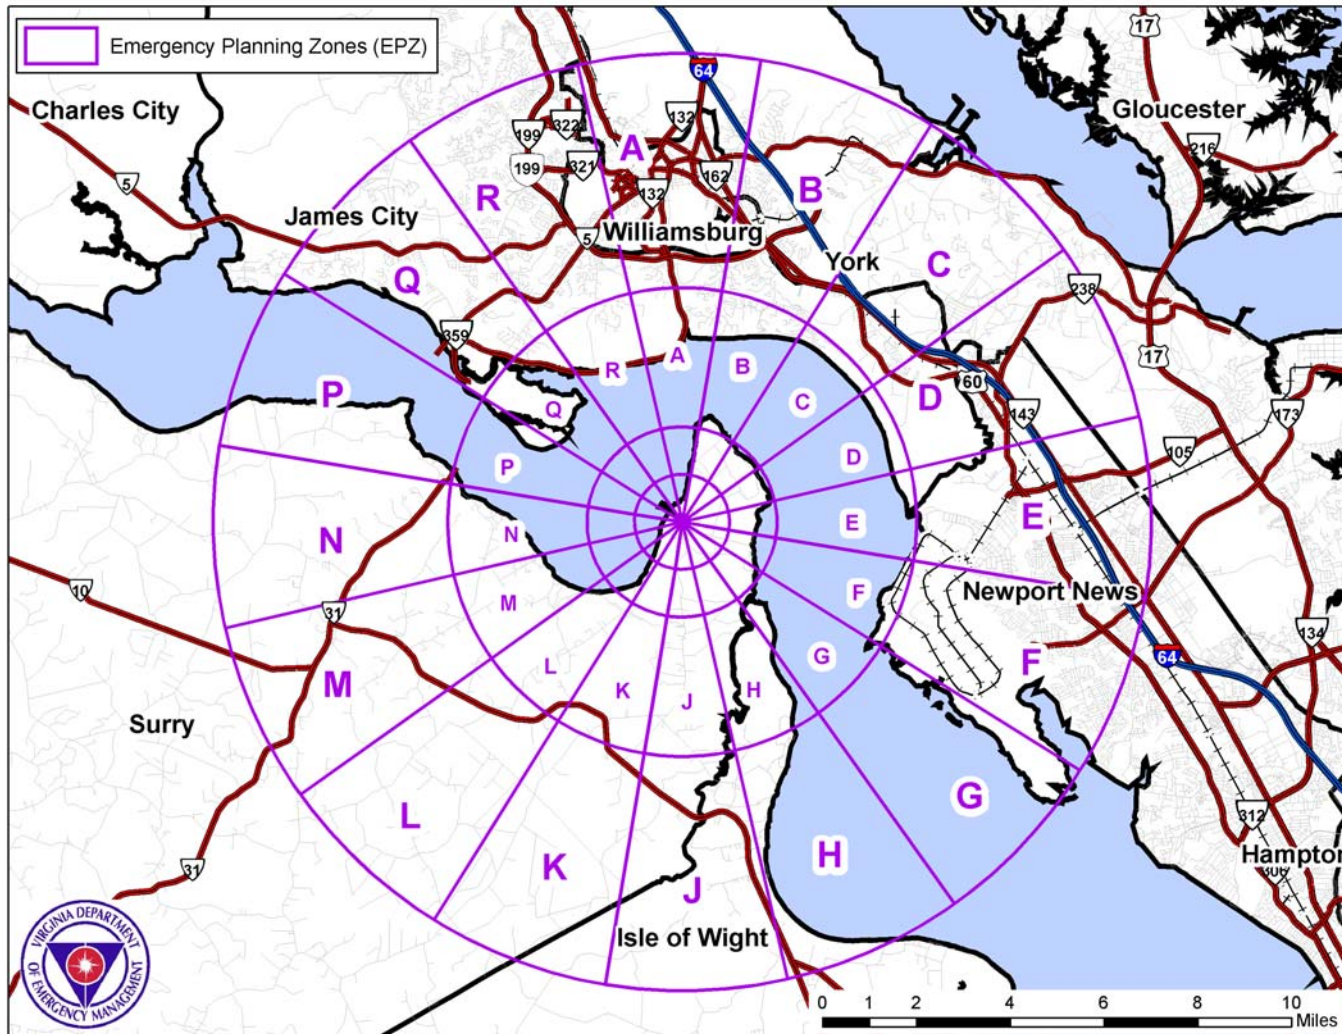 Emergency Planning Zones (EPZ)
64
17
Charles City
Gloucester
132
322
199
A
216
321
199
162
5
132
R
B
James City
Williamsburg
5
York
C
Q
238
359
17
A
R
B
60
P
D
Q
C
143
173
105
P
D
N
E
E
N
10
M
F
Newport News
31
134
G
F
64
L
K
J
H
M
Surry
G
L
H
312
K
31
Hampton
306
J
Isle of Wight
VIRGINIA DEPARTMENT
OF EMERGENCY MANAGEMENT
0 1 2 4 6 8 10
Miles